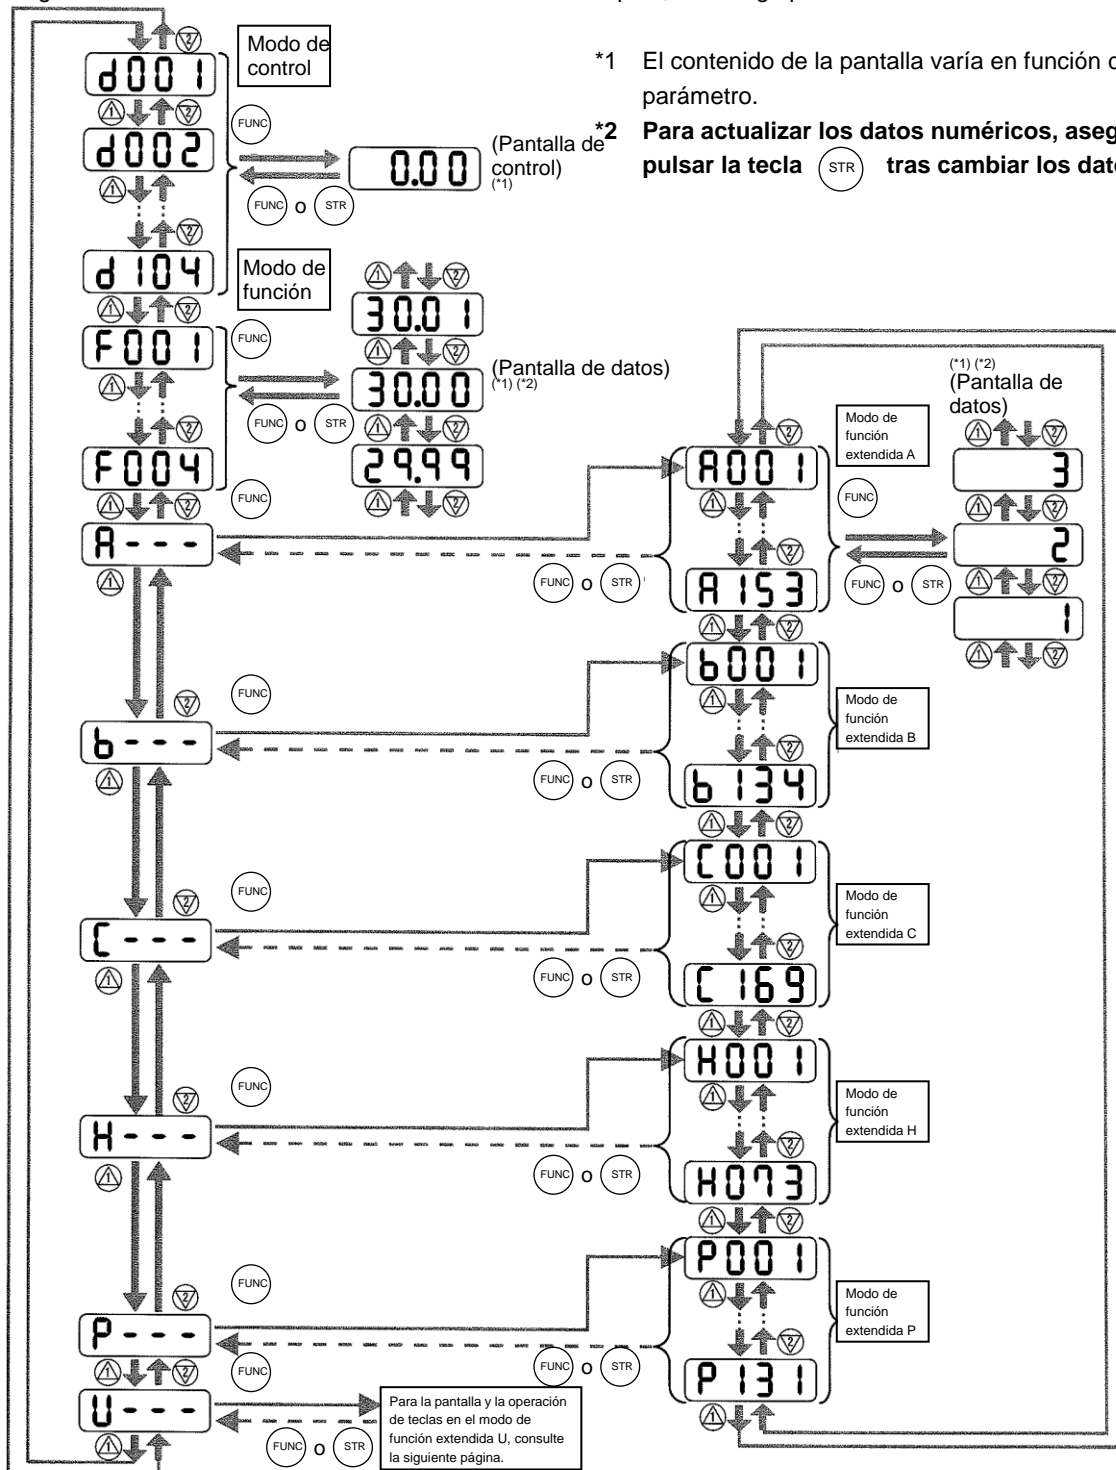 Modo de
control
*1 El contenido de la pantalla varía en función
parámetro.
*2 Para actualizar los datos numéricos,
pulsar la tecla STR tras cambiar los
d001
1 2
d002
FUNC
0.00
(Pantalla de
control)
(*1)
FUNC o STR
d104
Modo de
función
F001
FUNC
30.01
30.00
29.99
(Pantalla de datos)
(*1) (*2)
FUNC o STR
F004
FUNC
A---
FUNC o STR
A001
A153
Modo de
función
extendida A
FUNC
FUNC o STR
(*1) (*2)
(Pantalla de
datos)
3
2
1
b---
FUNC
FUNC o STR
b001
b134
Modo de
función
extendida B
C---
FUNC
FUNC o STR
C001
C169
Modo de
función
extendida C
H---
FUNC
FUNC o STR
H001
H073
Modo de
función
extendida H
P---
FUNC
FUNC o STR
P001
P131
Modo de
función
extendida P
U---
FUNC
FUNC o STR
Para la pantalla y la operación
de teclas en el modo de
función extendida U, consulte
la siguiente página.